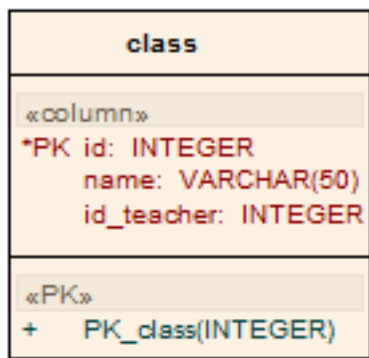 class
«column»
*PK id: INTEGER
name: VARCHAR(50)
id_teacher: INTEGER
«PK»
+ PK_class(INTEGER)